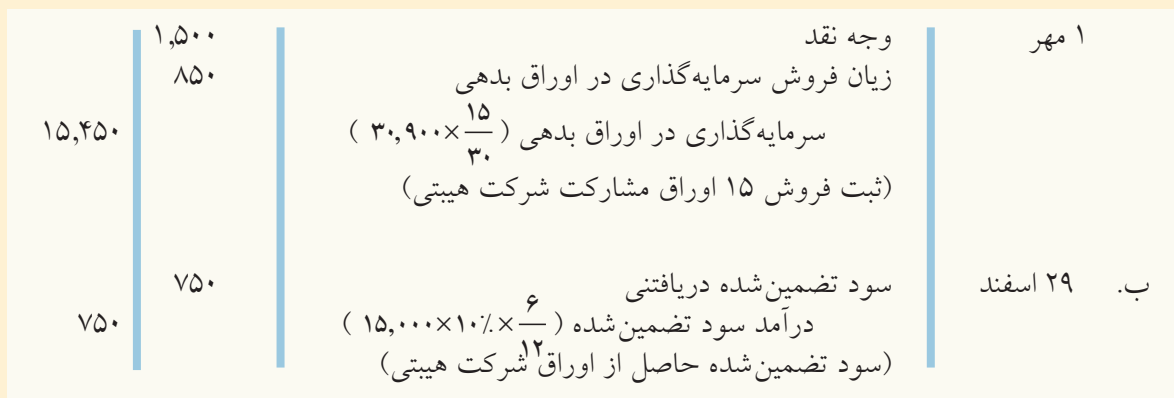 ۱ مهر وجه نقد ۱,۵۰۰
زیان فروش سرمایه‌گذاری در اوراق بدهی ۸۵۰
سرمایه‌گذاری در اوراق بدهی ( ۳۰,۹۰۰×۱۵/۳۰ ) ۱۵,۴۵۰
(ثبت فروش ۱۵ اوراق مشارکت شرکت هیبتی)
ب. ۲۹ اسفند سود تضمین‌شده دریافتنی ۷۵۰
درآمد سود تضمین‌شده ( ۱۵,۰۰۰×۱۰٪×۶/۱۲ ) ۷۵۰
(سود تضمین‌شده حاصل از اوراق شرکت هیبتی)